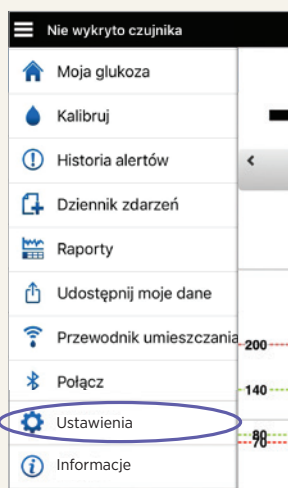 Nie wykryto czujnika
Moja glukoza
Kalibruj
Historia alertów
Dziennik zdarzeń
Raporty
Udostępnij moje dane
Przewodnik umieszczania
200
Połącz
140
Ustawienia
80
70
Informacje